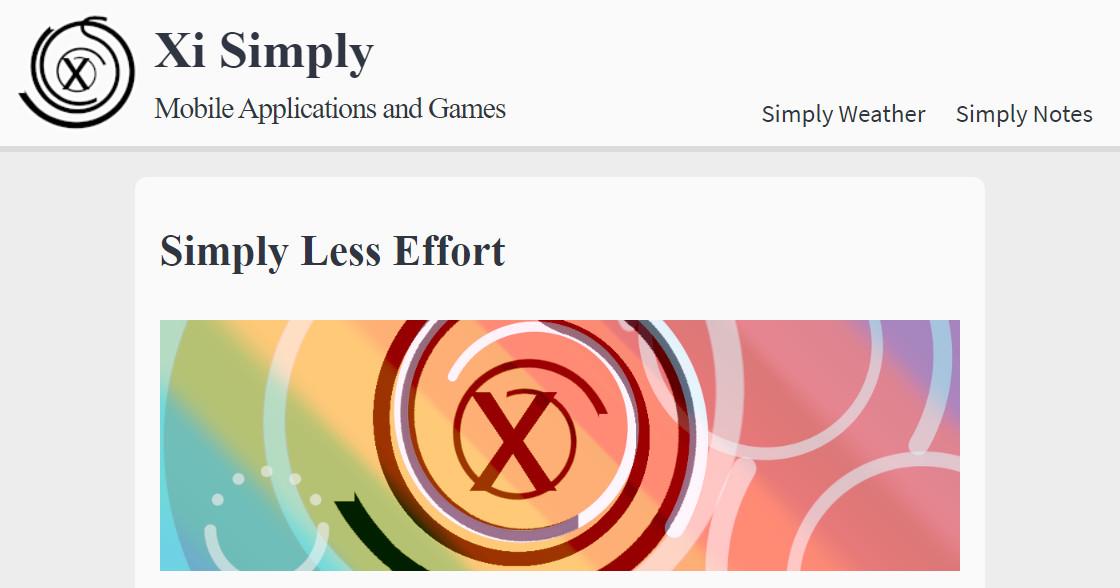 X
Xi Simply
Mobile Applications and Games
Simply Weather
Simply Notes
Simply Less Effort
X